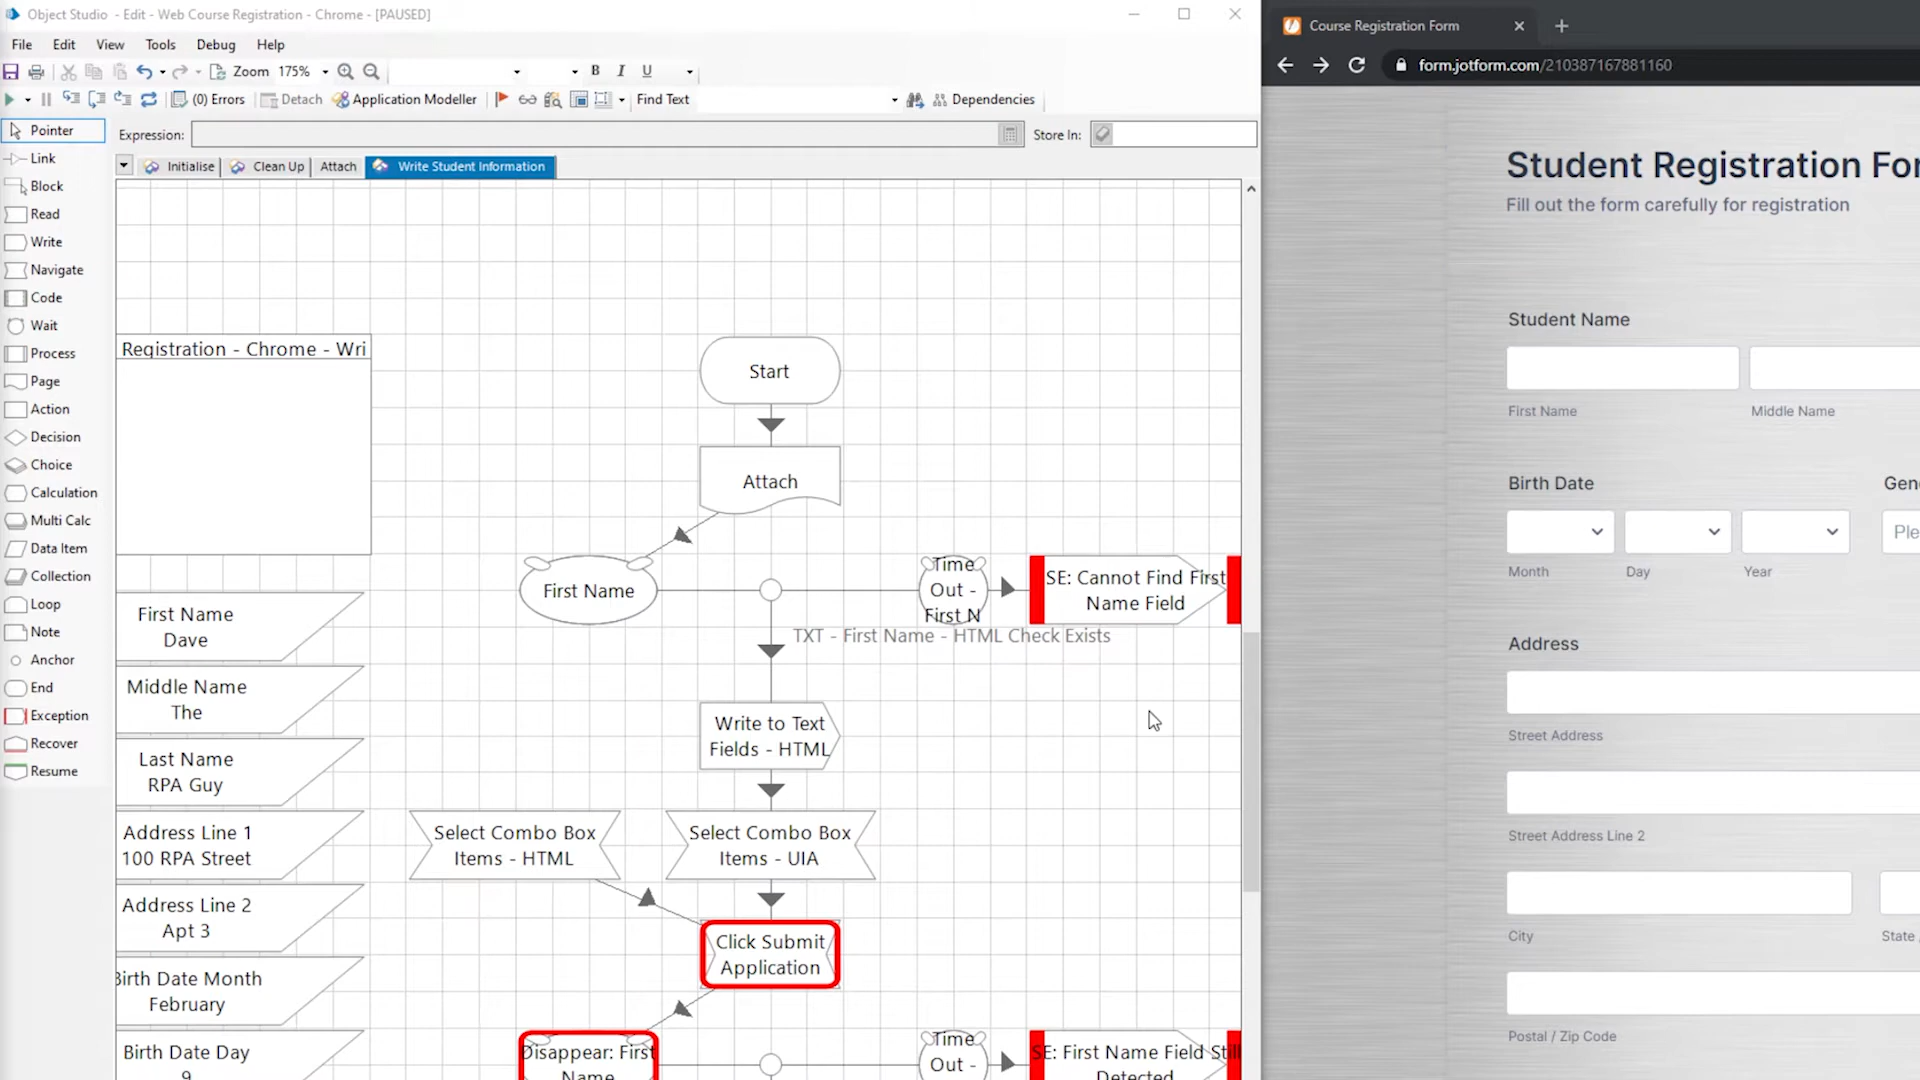 Object Studio - Edit - Web Course Registration - Chrome - [PAUSED]
File Edit View Tools Debug Help
Zoom 175% B I U
(0) Errors Detach Application Modeller Find Text Dependencies
Expression: Store In:
Initialise Clean Up Attach Write Student Information
Pointer
Link
Block
Read
Write
Navigate
Code
Wait
Process
Page
Action
Decision
Choice
Calculation
Multi Calc
Data Item
Collection
Loop
Note
Anchor
End
Exception
Recover
Resume
Registration - Chrome - Wri
First Name
Dave
Middle Name
The
Last Name
RPA Guy
Address Line 1
100 RPA Street
Address Line 2
Apt 3
Birth Date Month
February
Birth Date Day
9
Start
Attach
First Name
Time
Out -
First N
SE: Cannot Find First
Name Field
TXT - First Name - HTML Check Exists
Write to Text
Fields - HTML
Select Combo Box
Items - HTML
Select Combo Box
Items - UIA
Click Submit
Application
Disappear: First
Name
Time
Out -
SE: First Name Field Still
Detected
Course Registration Form
form.jotform.com/210387167881160
Student Registration For
Fill out the form carefully for registration
Student Name
First Name Middle Name
Birth Date Gen
Ple
Month Day Year
Address
Street Address
Street Address Line 2
City State
Postal / Zip Code